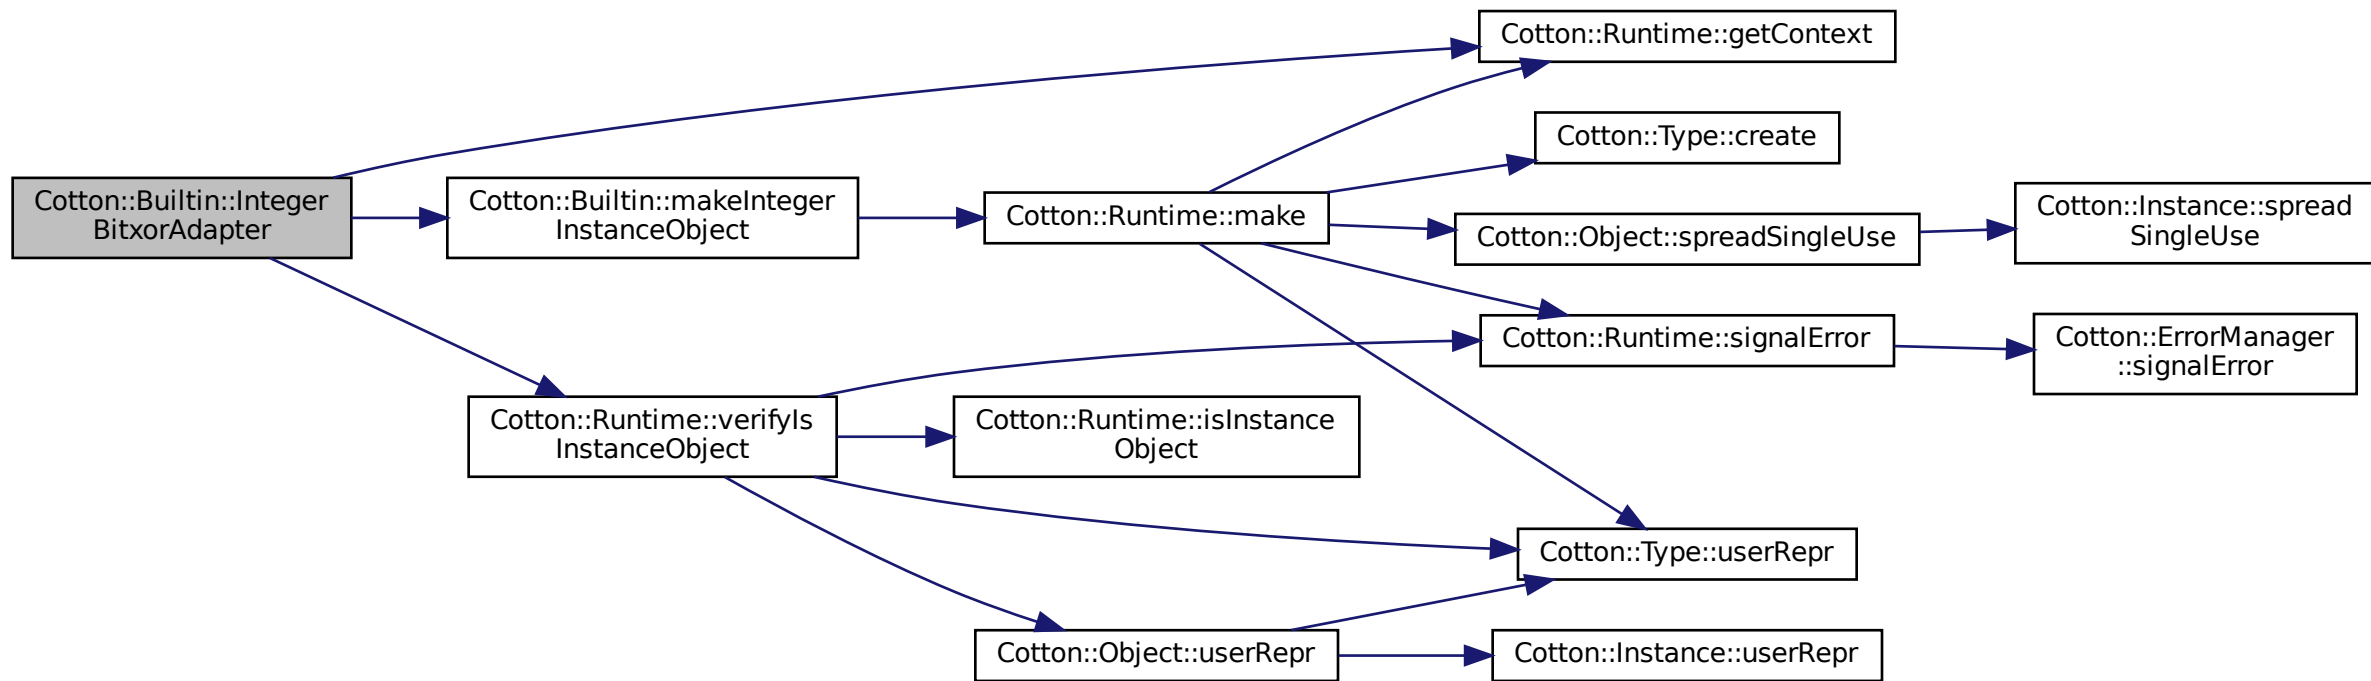 Cotton::Builtin::Integer
BitxorAdapter
Cotton::Builtin::makeInteger
InstanceObject
Cotton::Runtime::verifyIs
InstanceObject
Cotton::Runtime::make
Cotton::Runtime::isInstance
Object
Cotton::Object::userRepr
Cotton::Runtime::getContext
Cotton::Type::create
Cotton::Object::spreadSingleUse
Cotton::Runtime::signalError
Cotton::Type::userRepr
Cotton::Instance::userRepr
Cotton::Instance::spread
SingleUse
Cotton::ErrorManager
::signalError